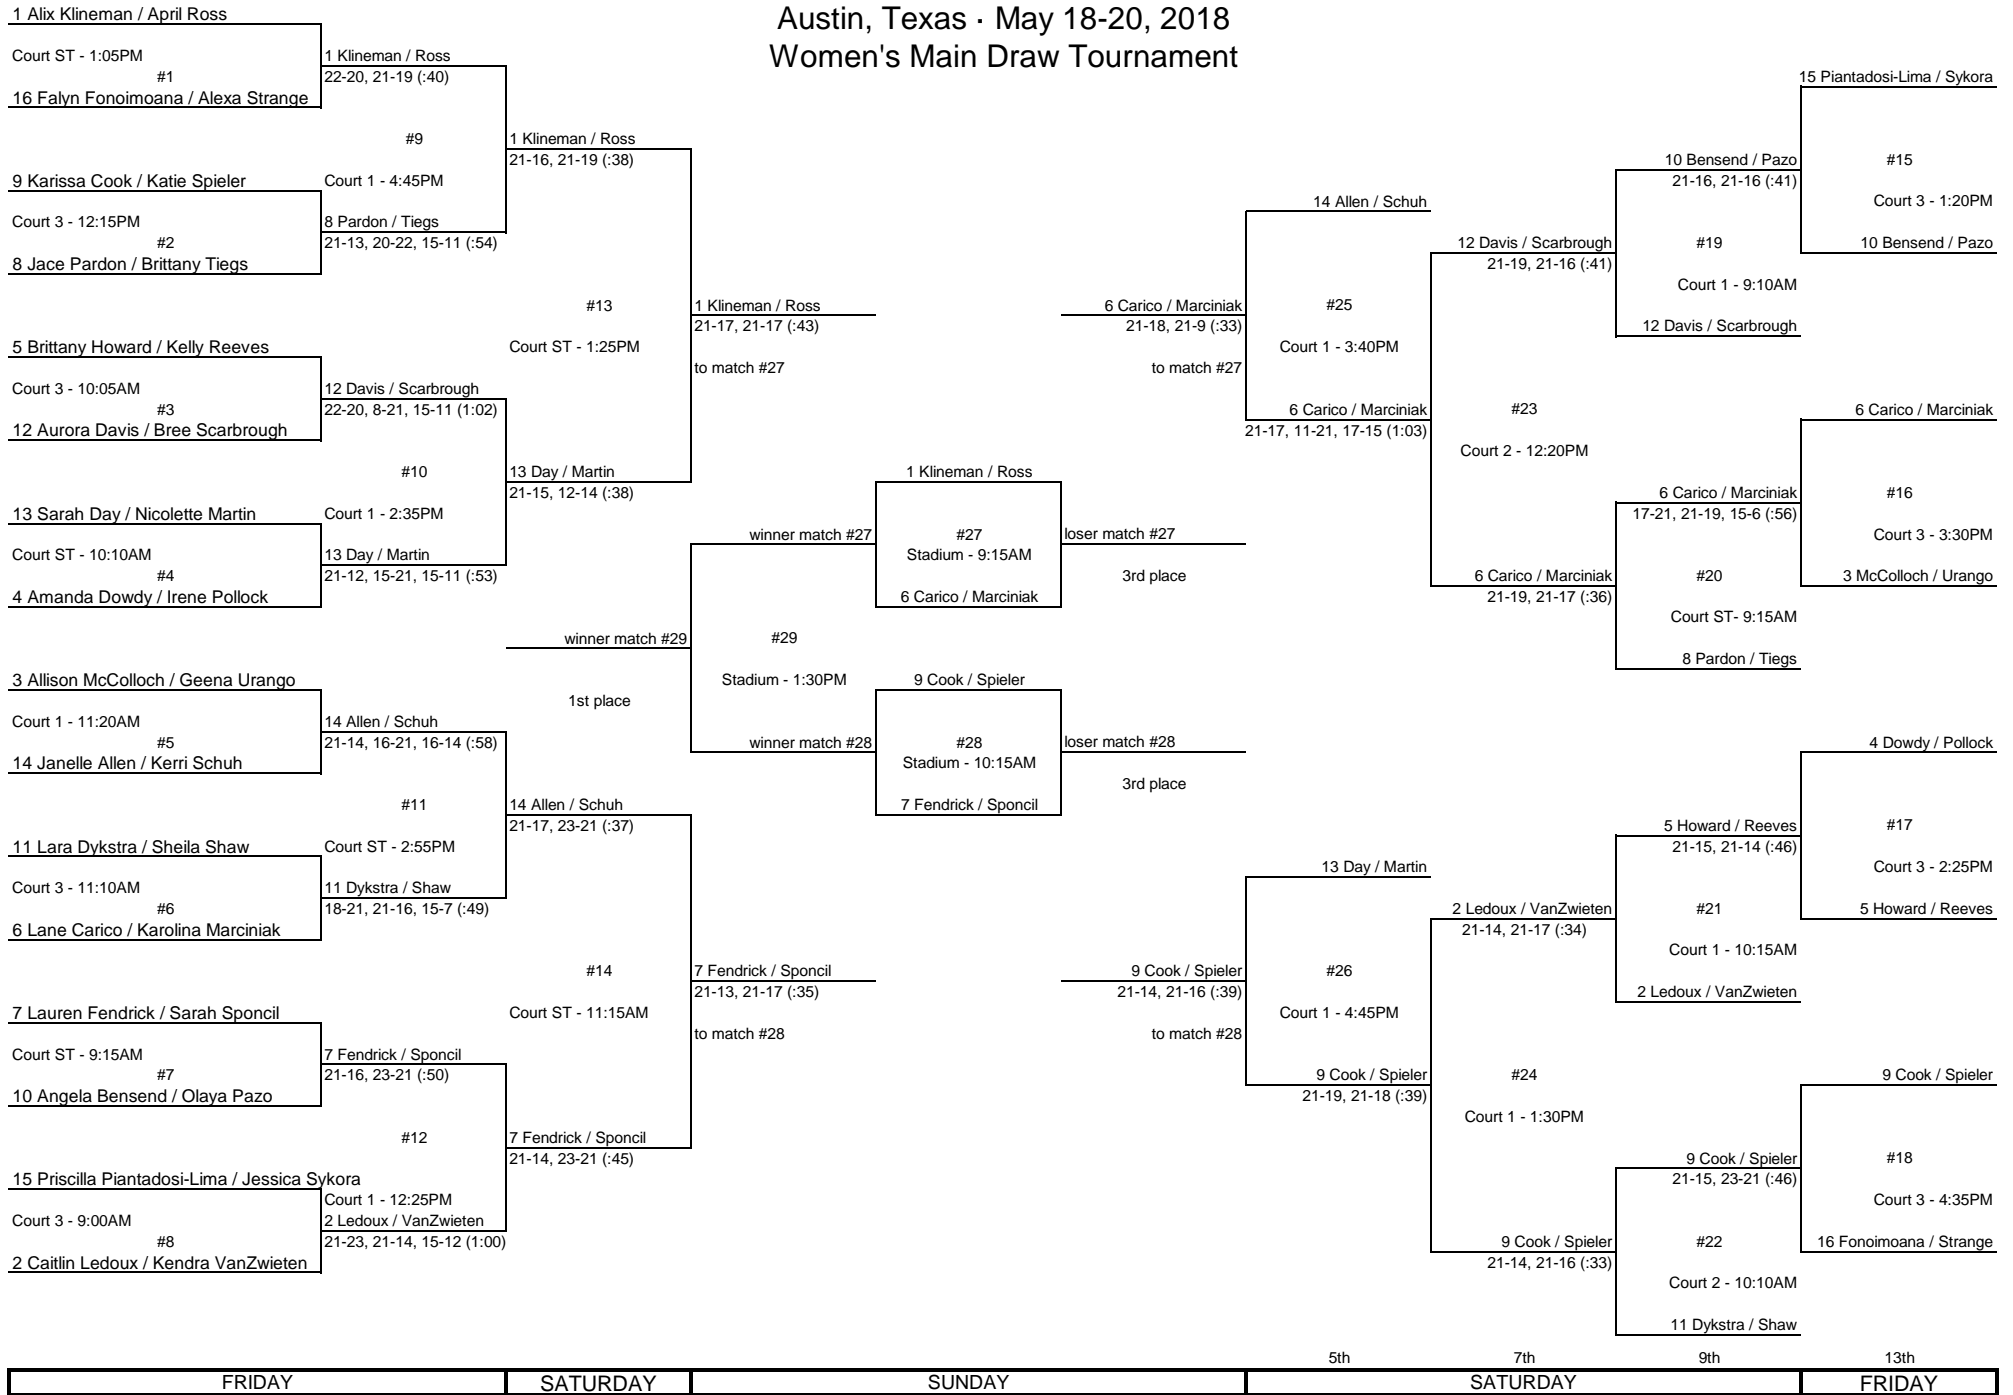 Austin, Texas · May 18-20, 2018
Women's Main Draw Tournament
1 Alix Klineman / April Ross
Court ST - 1:05PM
#1
16 Falyn Fonoimoana / Alexa Strange
9 Karissa Cook / Katie Spieler
Court 3 - 12:15PM
#2
8 Jace Pardon / Brittany Tiegs
5 Brittany Howard / Kelly Reeves
Court 3 - 10:05AM
#3
12 Aurora Davis / Bree Scarbrough
13 Sarah Day / Nicolette Martin
Court ST - 10:10AM
#4
4 Amanda Dowdy / Irene Pollock
3 Allison McColloch / Geena Urango
Court 1 - 11:20AM
#5
14 Janelle Allen / Kerri Schuh
11 Lara Dykstra / Sheila Shaw
Court 3 - 11:10AM
#6
6 Lane Carico / Karolina Marciniak
7 Lauren Fendrick / Sarah Sponcil
Court ST - 9:15AM
#7
10 Angela Bensend / Olaya Pazo
15 Priscilla Piantadosi-Lima / Jessica Sykora
Court 3 - 9:00AM
#8
2 Caitlin Ledoux / Kendra VanZwieten
1 Klineman / Ross
22-20, 21-19 (:40)
#9
Court 1 - 4:45PM
8 Pardon / Tiegs
21-13, 20-22, 15-11 (:54)
12 Davis / Scarbrough
22-20, 8-21, 15-11 (1:02)
#10
Court 1 - 2:35PM
13 Day / Martin
21-12, 15-21, 15-11 (:53)
14 Allen / Schuh
21-14, 16-21, 16-14 (:58)
#11
Court ST - 2:55PM
11 Dykstra / Shaw
18-21, 21-16, 15-7 (:49)
7 Fendrick / Sponcil
21-16, 23-21 (:50)
#12
Court 1 - 12:25PM
2 Ledoux / VanZwieten
21-23, 21-14, 15-12 (1:00)
1 Klineman / Ross
21-16, 21-19 (:38)
#13
Court ST - 1:25PM
13 Day / Martin
21-15, 12-14 (:38)
winner match #29
1st place
14 Allen / Schuh
21-17, 23-21 (:37)
#14
Court ST - 11:15AM
7 Fendrick / Sponcil
21-14, 23-21 (:45)
1 Klineman / Ross
21-17, 21-17 (:43)
to match #27
winner match #27
#29
Stadium - 1:30PM
winner match #28
7 Fendrick / Sponcil
21-13, 21-17 (:35)
to match #28
1 Klineman / Ross
#27
Stadium - 9:15AM
6 Carico / Marciniak
9 Cook / Spieler
#28
Stadium - 10:15AM
7 Fendrick / Sponcil
6 Carico / Marciniak
21-18, 21-9 (:33)
to match #27
loser match #27
3rd place
loser match #28
3rd place
9 Cook / Spieler
21-14, 21-16 (:39)
to match #28
14 Allen / Schuh
#25
Court 1 - 3:40PM
6 Carico / Marciniak
21-17, 11-21, 17-15 (1:03)
13 Day / Martin
#26
Court 1 - 4:45PM
9 Cook / Spieler
21-19, 21-18 (:39)
12 Davis / Scarbrough
21-19, 21-16 (:41)
#23
Court 2 - 12:20PM
6 Carico / Marciniak
21-19, 21-17 (:36)
2 Ledoux / VanZwieten
21-14, 21-17 (:34)
#24
Court 1 - 1:30PM
9 Cook / Spieler
21-14, 21-16 (:33)
10 Bensend / Pazo
21-16, 21-16 (:41)
#19
Court 1 - 9:10AM
12 Davis / Scarbrough
6 Carico / Marciniak
17-21, 21-19, 15-6 (:56)
#20
Court ST- 9:15AM
8 Pardon / Tiegs
5 Howard / Reeves
21-15, 21-14 (:46)
#21
Court 1 - 10:15AM
2 Ledoux / VanZwieten
9 Cook / Spieler
21-15, 23-21 (:46)
#22
Court 2 - 10:10AM
11 Dykstra / Shaw
15 Piantadosi-Lima / Sykora
#15
Court 3 - 1:20PM
10 Bensend / Pazo
6 Carico / Marciniak
#16
Court 3 - 3:30PM
3 McColloch / Urango
4 Dowdy / Pollock
#17
Court 3 - 2:25PM
5 Howard / Reeves
9 Cook / Spieler
#18
Court 3 - 4:35PM
16 Fonoimoana / Strange
5th 7th 9th 13th
FRIDAY SATURDAY SUNDAY SATURDAY FRIDAY